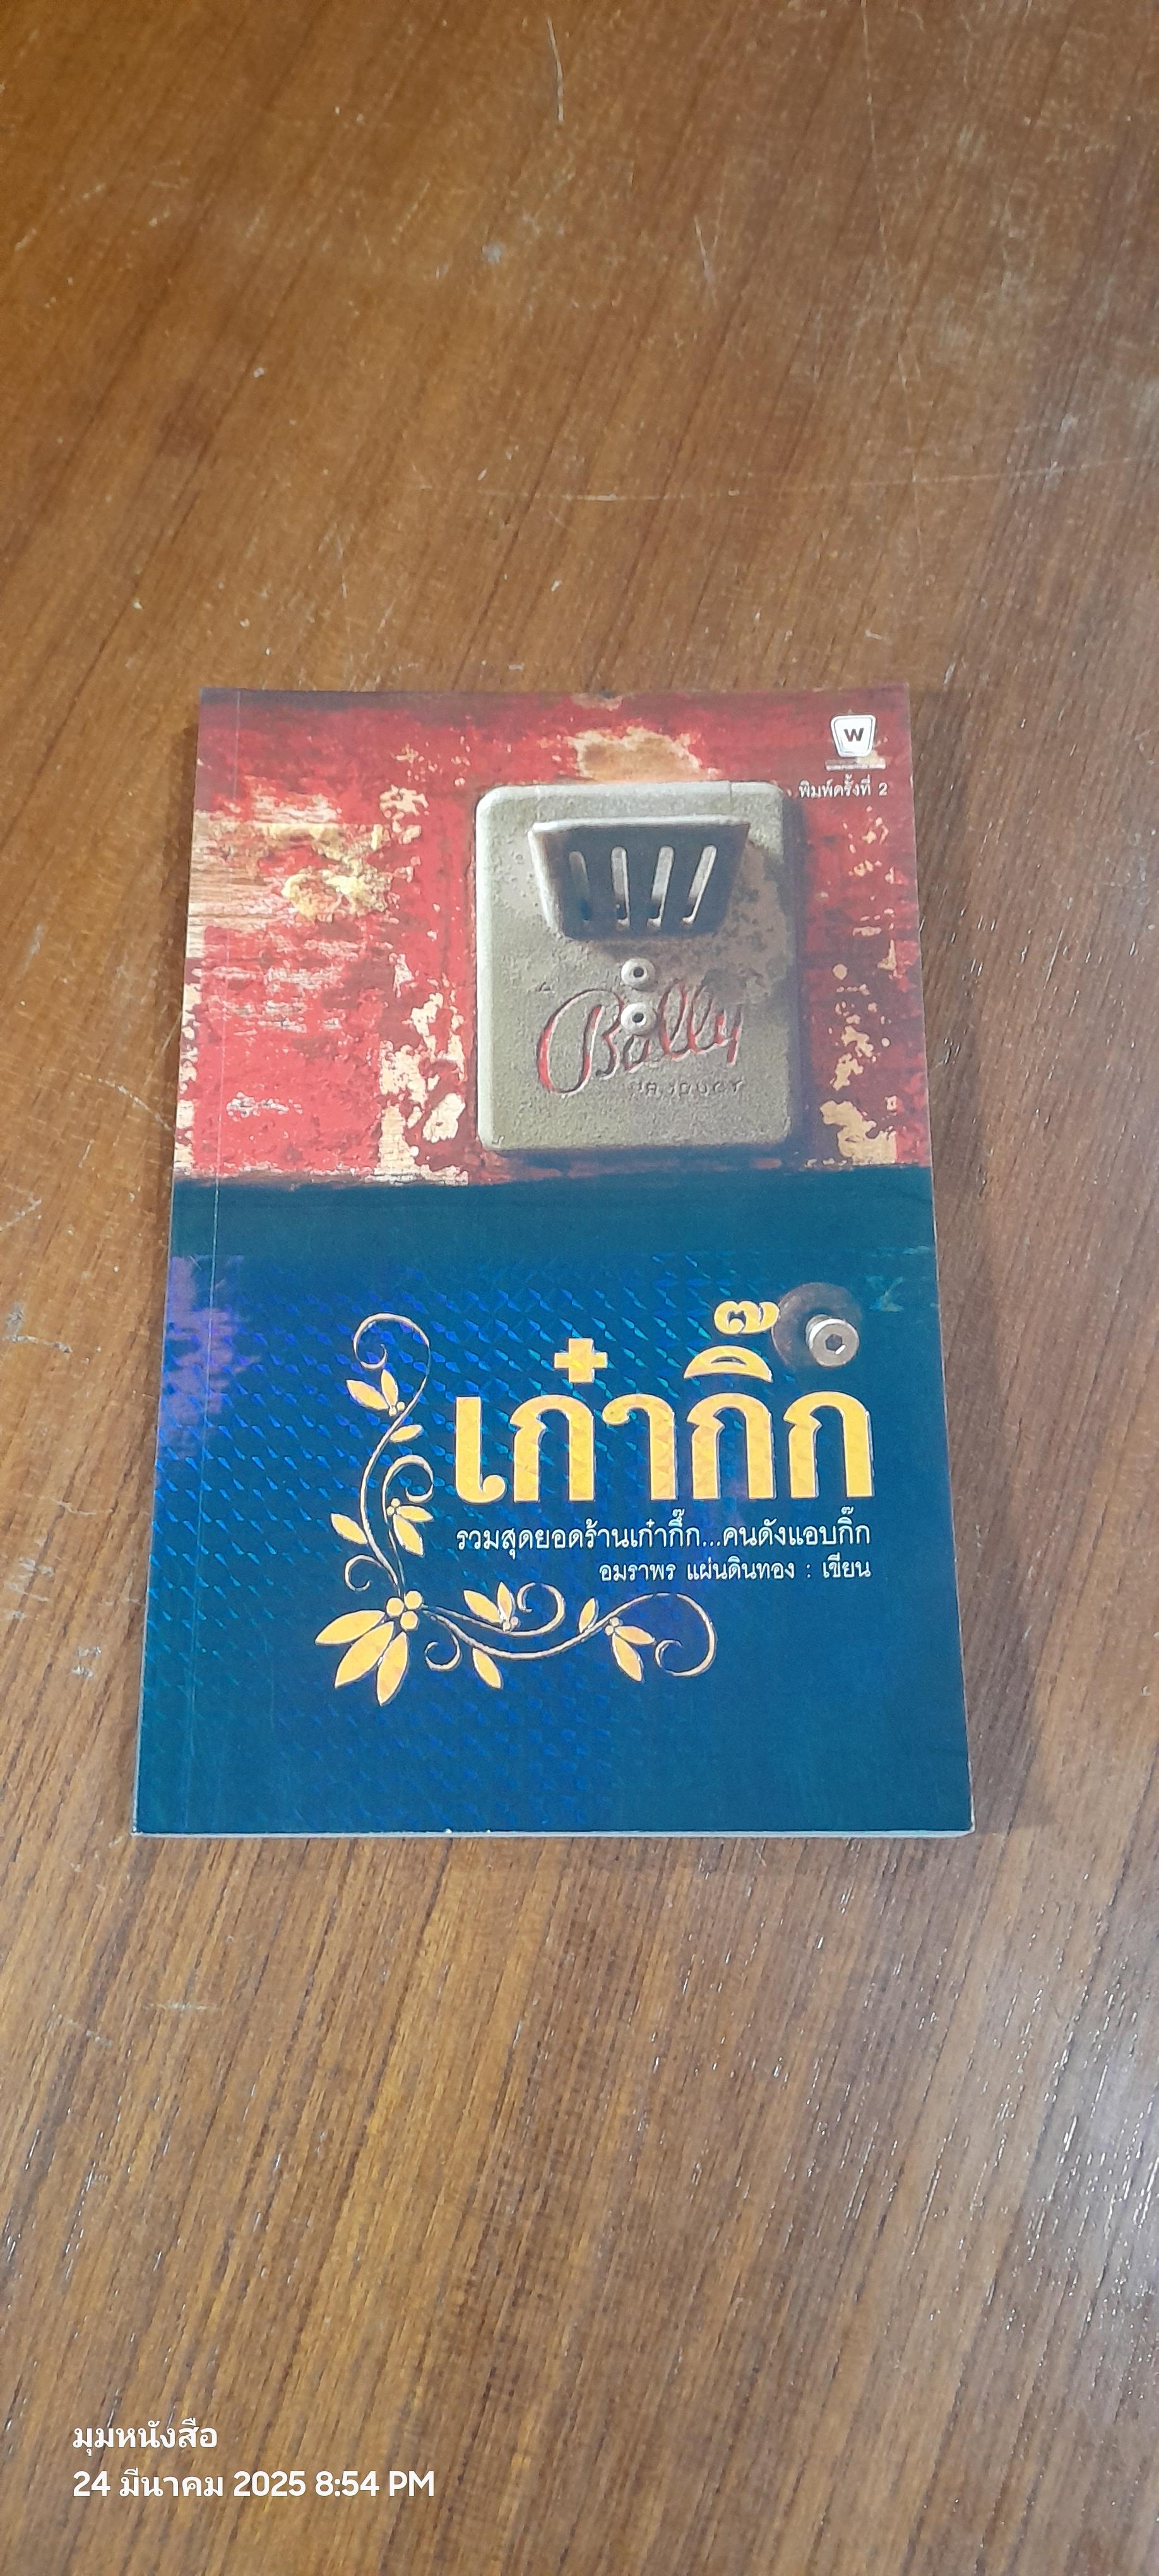 W
พิมพ์ครั้งที่ 2
Bally
เก๋ากิ๊ก
รวมสุดยอดร้านเก๋ากึ๊ก...คนดังแอบกิ๊ก
อมราพร แผ่นดินทอง : เขียน
มุมหนังสือ
24 มีนาคม 2025 8:54 PM